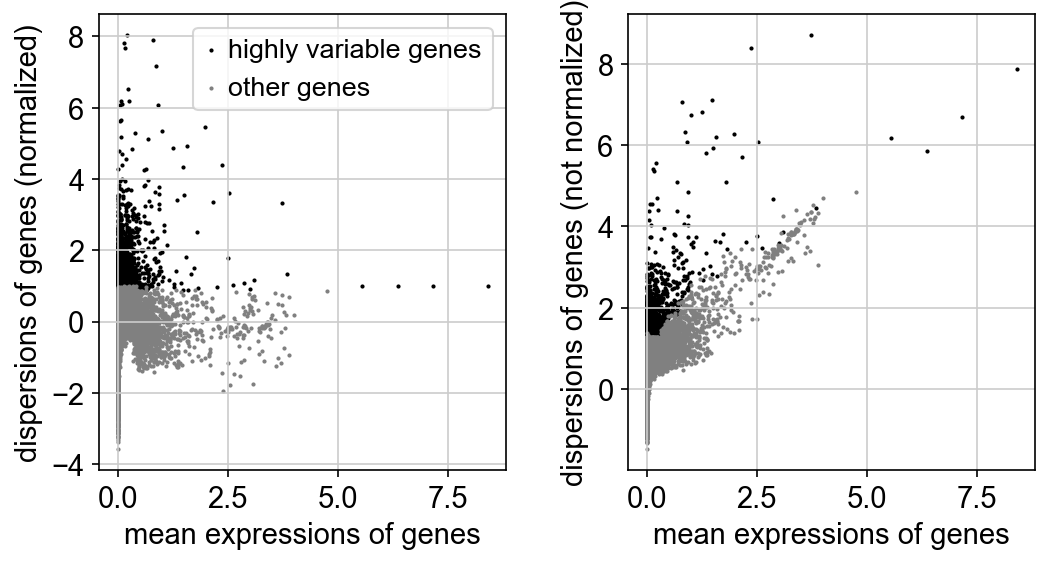 dispersions of genes (normalized)
8
6
4
2
0
−2
−4
highly variable genes
other genes
0.0 2.5 5.0 7.5
mean expressions of genes
dispersions of genes (not normalized)
8
6
4
2
0
0.0 2.5 5.0 7.5
mean expressions of genes